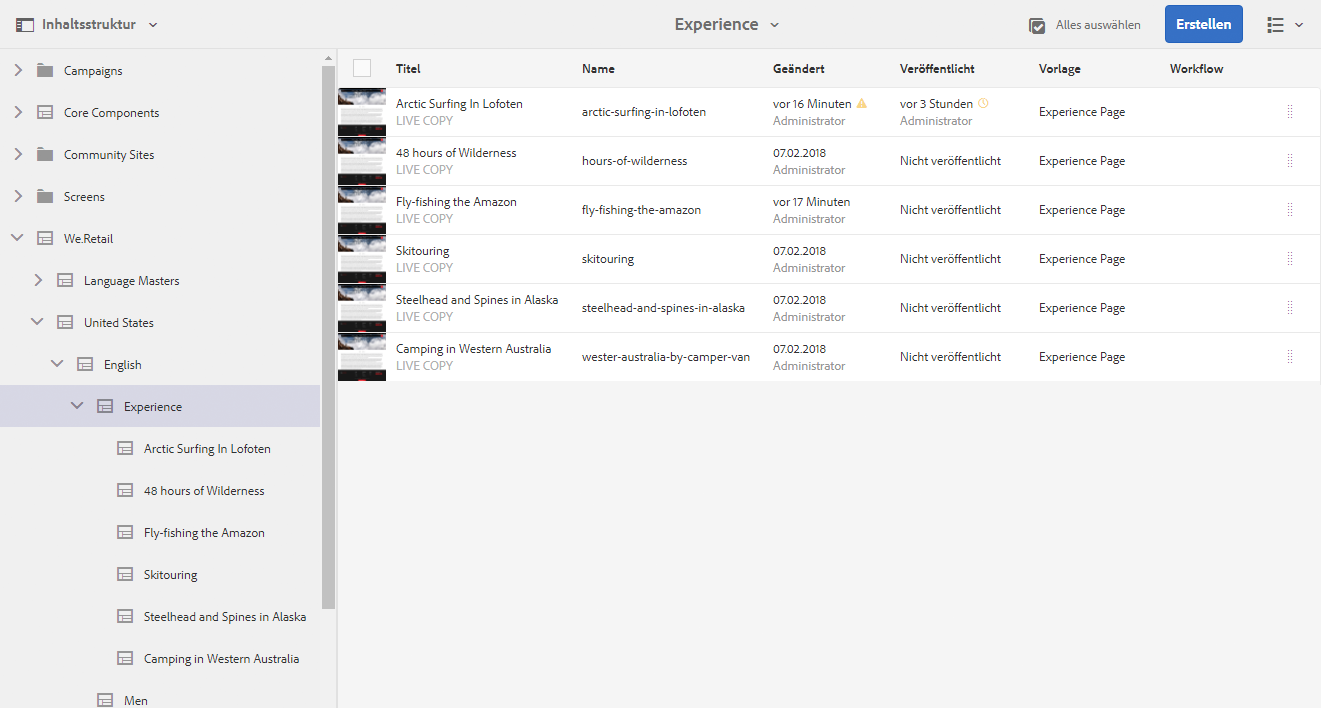 Inhaltsstruktur
Experience
Alles auswählen
Erstellen
Campaigns
Core Components
Community Sites
Screens
We.Retail
Language Masters
United States
English
Experience
Arctic Surfing In Lofoten
48 hours of Wilderness
Fly-fishing the Amazon
Skitouring
Steelhead and Spines in Alaska
Camping in Western Australia
Men
Titel Name Geändert Veröffentlicht Vorlage Workflow
Arctic Surfing In Lofoten arctic-surfing-in-lofoten vor 16 Minuten vor 3 Stunden Experience Page
LIVE COPY Administrator Administrator
48 hours of Wilderness hours-of-wilderness 07.02.2018 Nicht veröffentlicht Experience Page
LIVE COPY Administrator
Fly-fishing the Amazon fly-fishing-the-amazon vor 17 Minuten Nicht veröffentlicht Experience Page
LIVE COPY Administrator
Skitouring skitouring 07.02.2018 Nicht veröffentlicht Experience Page
LIVE COPY Administrator
Steelhead and Spines in Alaska steelhead-and-spines-in-alaska 07.02.2018 Nicht veröffentlicht Experience Page
LIVE COPY Administrator
Camping in Western Australia wester-australia-by-camper-van 07.02.2018 Nicht veröffentlicht Experience Page
LIVE COPY Administrator